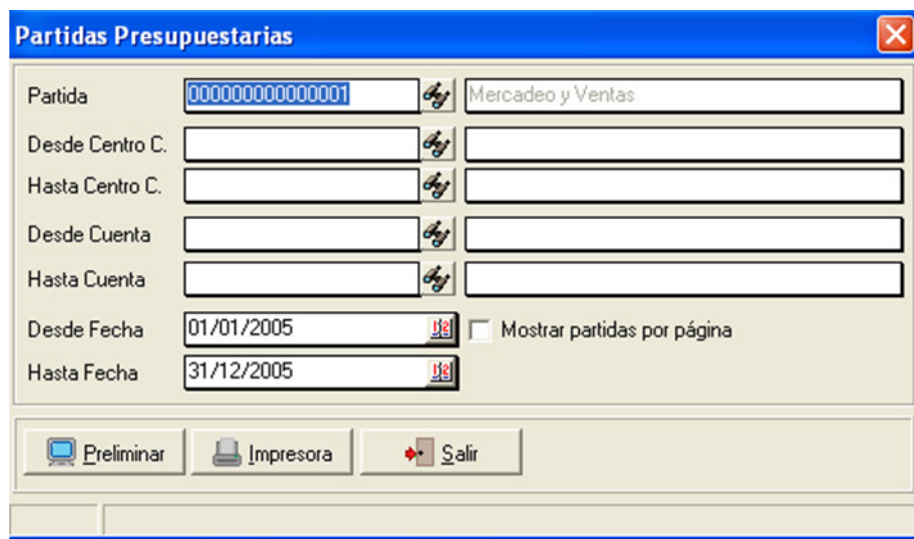 Partidas Presupuestarias
Partida 000000000000001 Mercadeo y Ventas
Desde Centro C.
Hasta Centro C.
Desde Cuenta
Hasta Cuenta
Desde Fecha 01/01/2005 Mostrar partidas por página
Hasta Fecha 31/12/2005
Preliminar Impresora Salir